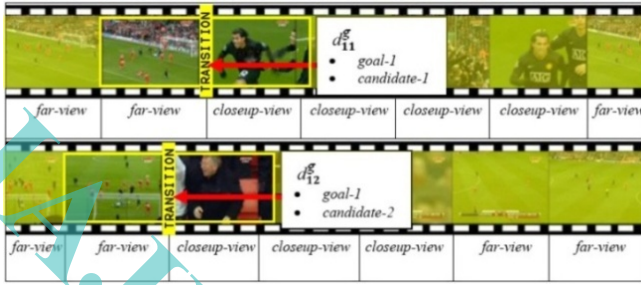 TRANSITION
d^g_11
• goal-1
• candidate-1
far-view far-view closeup-view closeup-view closeup-view closeup-view far-view
TRANSITION
d^g_12
• goal-1
• candidate-2
far-view far-view closeup-view closeup-view closeup-view far-view far-view